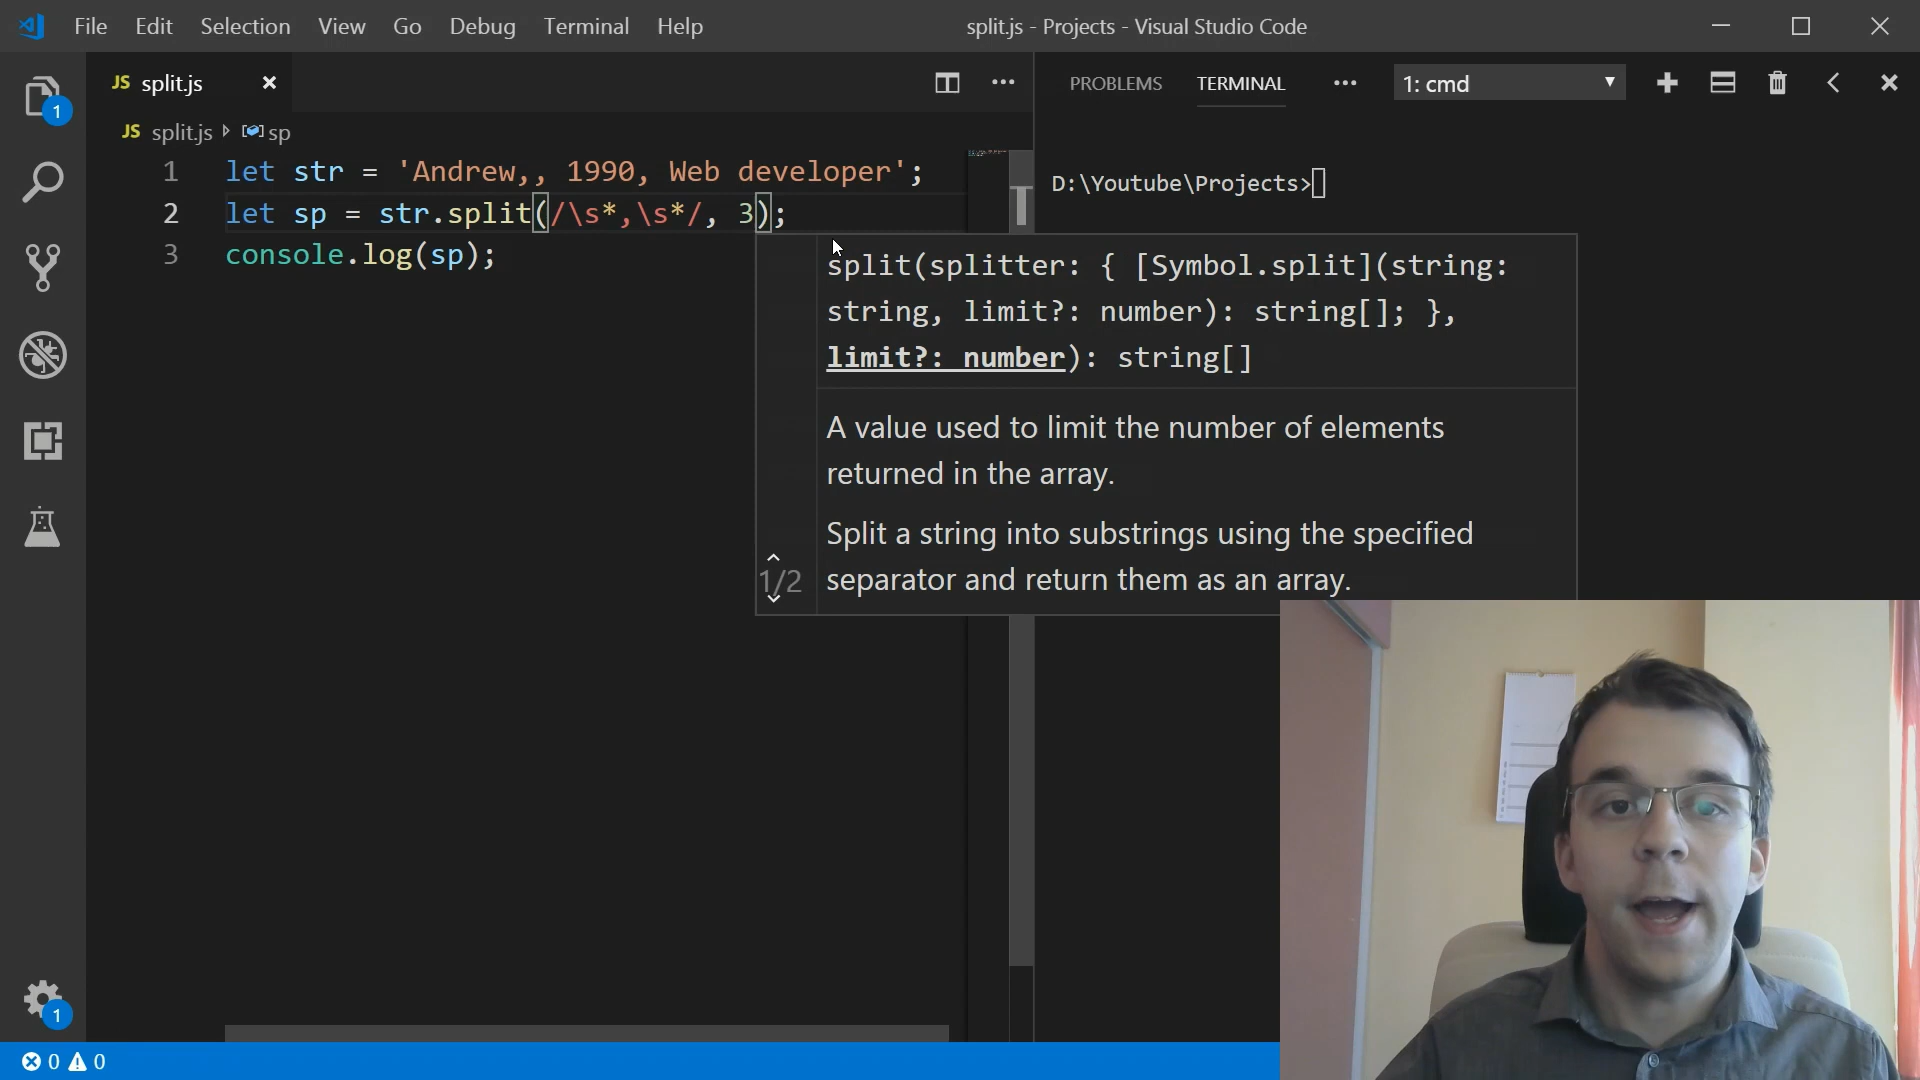 File Edit Selection View Go Debug Terminal Help
split.js - Projects - Visual Studio Code
JS split.js
PROBLEMS TERMINAL
1: cmd
JS split.js sp
1 let str = 'Andrew,, 1990, Web developer';
2 let sp = str.split(/\s*,\s*/, 3);
3 console.log(sp);
D:\Youtube\Projects>
split(splitter: { [Symbol.split](string:
string, limit?: number): string[]; },
limit?: number): string[]
A value used to limit the number of elements
returned in the array.
Split a string into substrings using the specified
separator and return them as an array.
1/2
1
1
0 0